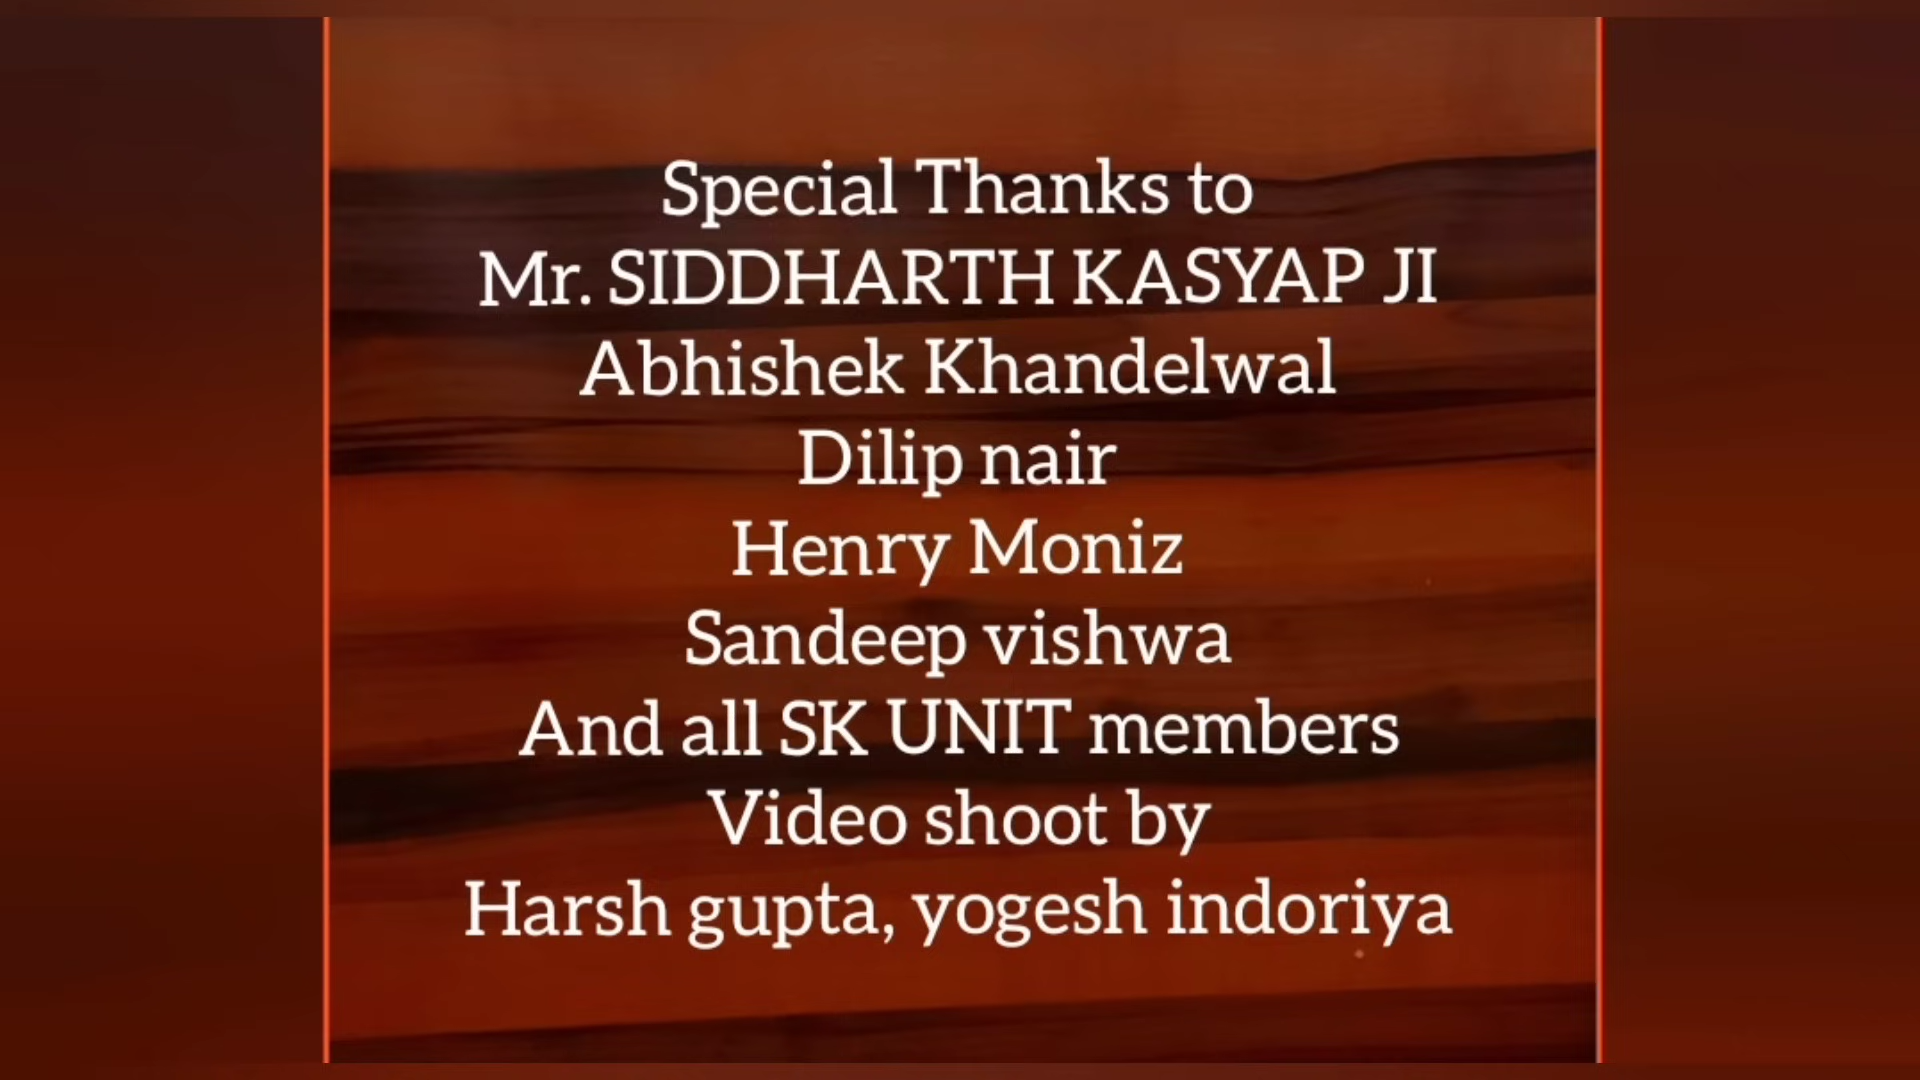 Special Thanks to
Mr. SIDDHARTH KASYAP JI
Abhishek Khandelwal
Dilip nair
Henry Moniz
Sandeep vishwa
And all SK UNIT members
Video shoot by
Harsh gupta, yogesh indoriya